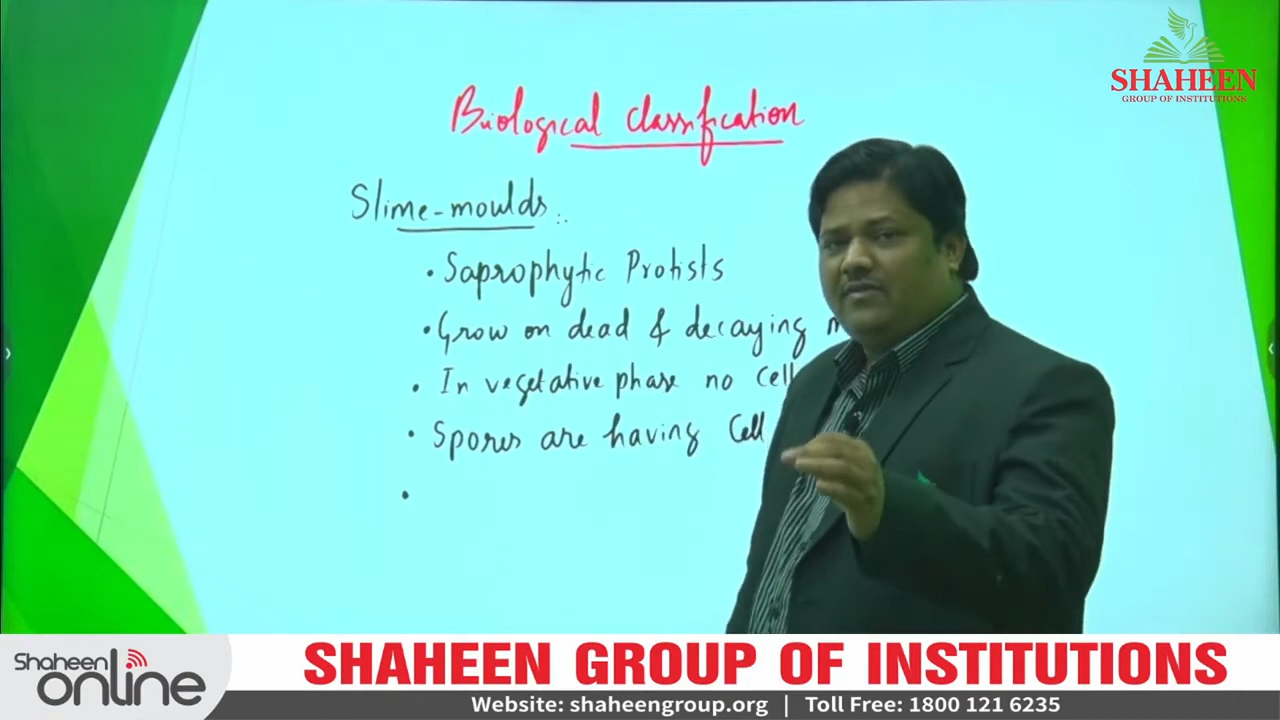 SHAHEEN
GROUP OF INSTITUTIONS
Biological classification
Slime-moulds :.
• Saprophytic Protists
• Grow on dead & decaying m
• In vegetative phase no Cell
• Spores are having Cell
•
Shaheen
online
SHAHEEN GROUP OF INSTITUTIONS
Website: shaheengroup.org | Toll Free: 1800 121 6235